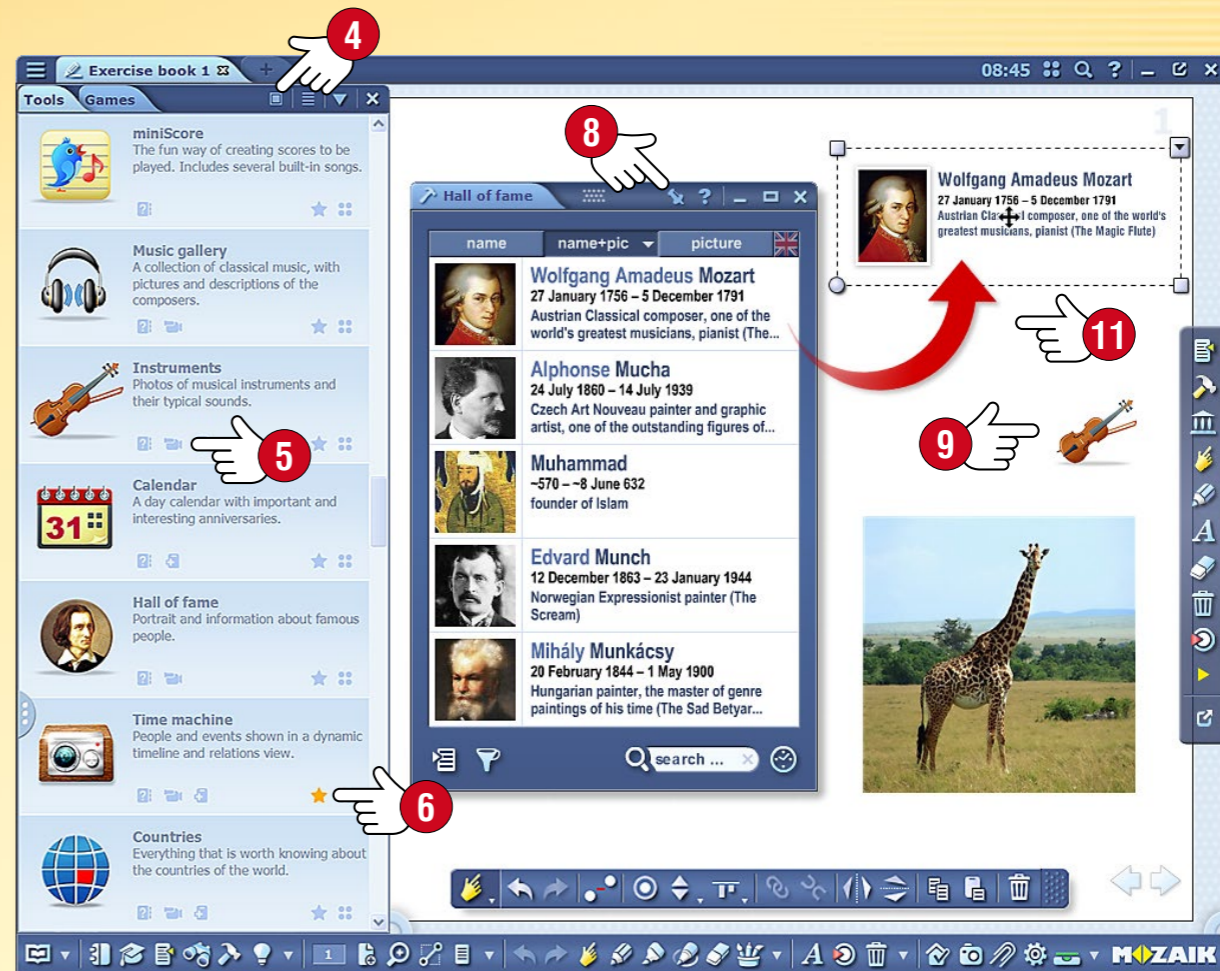 4
Exercise book 1
08:45
?
Tools Games
1
miniScore
The fun way of creating scores to be
played. Includes several built-in songs.
Music gallery
A collection of classical music, with
pictures and descriptions of the
composers.
Instruments
Photos of musical instruments and
their typical sounds.
5
Calendar
A day calendar with important and
interesting anniversaries.
31
Hall of fame
Portrait and information about famous
people.
Time machine
People and events shown in a dynamic
timeline and relations view.
6
Countries
Everything that is worth knowing about
the countries of the world.
8
Hall of fame
?
name name+pic picture
Wolfgang Amadeus Mozart
27 January 1756 – 5 December 1791
Austrian Classical composer, one of the
world's greatest musicians, pianist (The...
Alphonse Mucha
24 July 1860 – 14 July 1939
Czech Art Nouveau painter and graphic
artist, one of the outstanding figures of...
Muhammad
~570 – ~8 June 632
founder of Islam
Edvard Munch
12 December 1863 – 23 January 1944
Norwegian Expressionist painter (The
Scream)
Mihály Munkácsy
20 February 1844 – 1 May 1900
Hungarian painter, the master of genre
paintings of his time (The Sad Betyar...
search ...
Wolfgang Amadeus Mozart
27 January 1756 – 5 December 1791
Austrian composer, one of the world's
greatest musicians, pianist (The Magic Flute)
11
9
A
1
A
MOZAIK